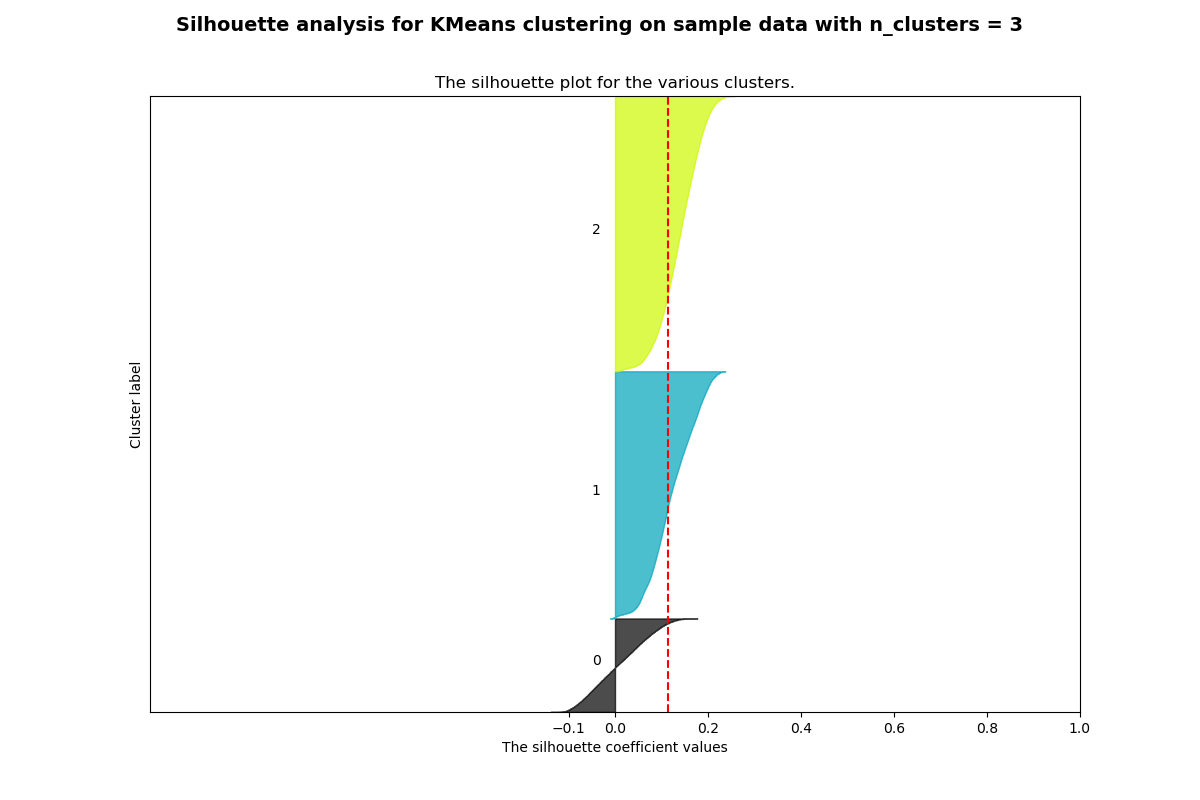 Silhouette analysis for KMeans clustering on sample data with n_clusters = 3
The silhouette plot for the various clusters.
2
1
0
Cluster label
−0.1 0.0 0.2 0.4 0.6 0.8 1.0
The silhouette coefficient values